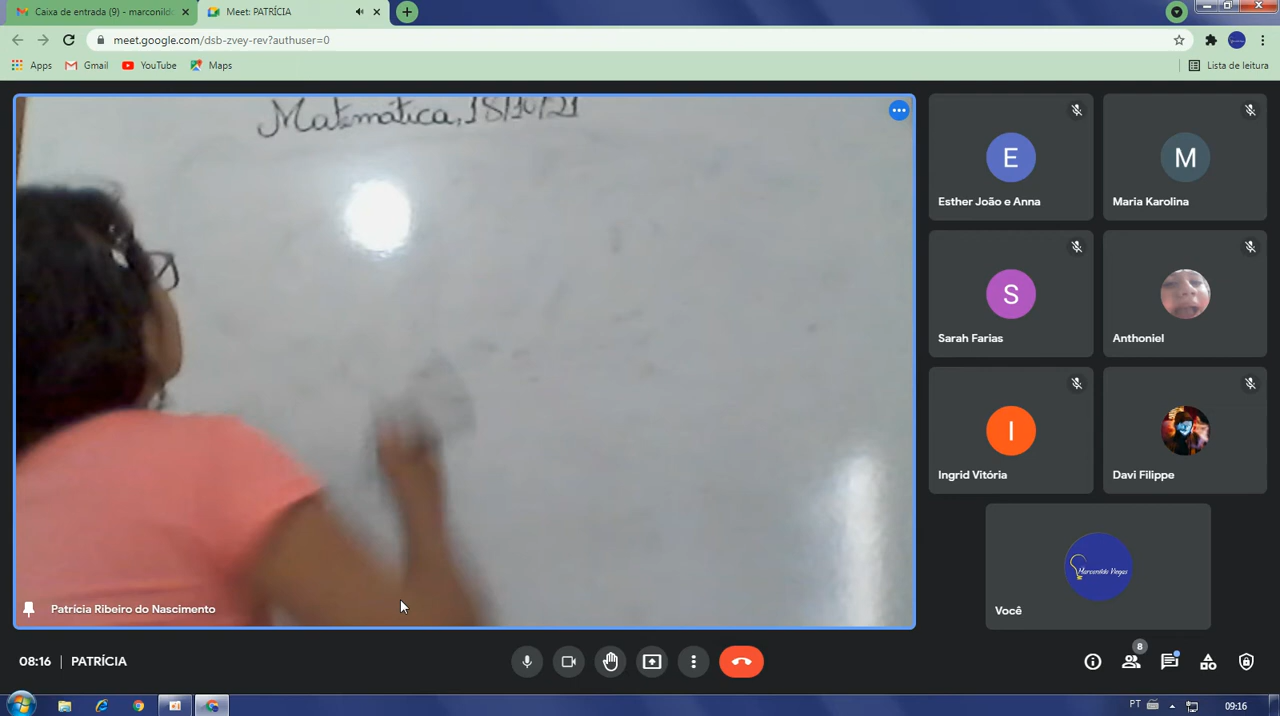 Caixa de entrada (9) - marconild
Meet: PATRÍCIA
meet.google.com/dsb-zvey-rev?authuser=0
Apps
Gmail
YouTube
Maps
Lista de leitura
Matemática, 18/10/21
E
Esther João e Anna
M
Maria Karolina
S
Sarah Farias
Anthoniel
I
Ingrid Vitória
Davi Filippe
Marconildo Viegas
Você
Patrícia Ribeiro do Nascimento
08:16 | PATRÍCIA
8
PT
09:16